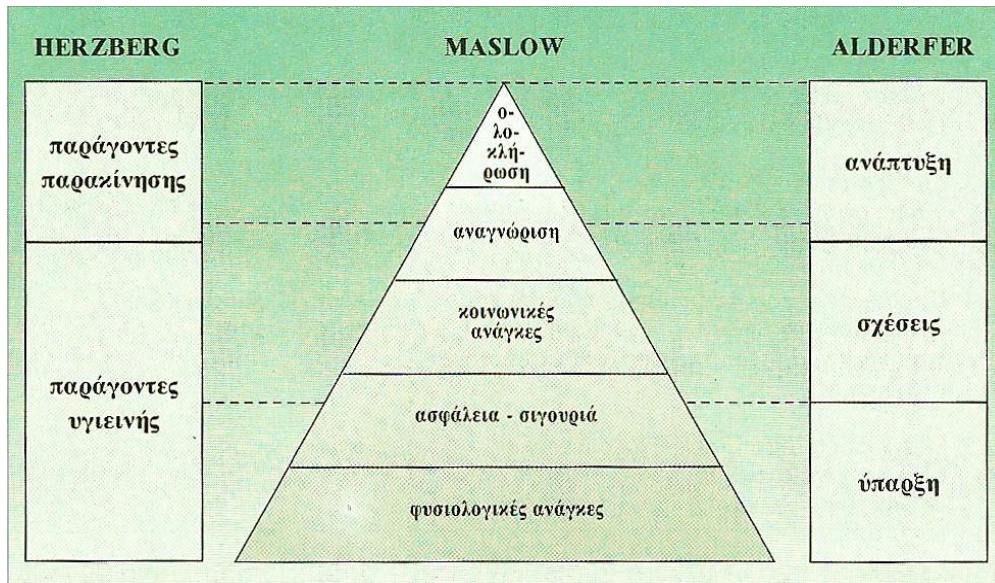 HERZBERG
MASLOW
ALDERFER
παράγοντες
παρακίνησης
παράγοντες
υγιεινής
ο-
λο-
κλή-
ρωση
αναγνώριση
κοινωνικές
ανάγκες
ασφάλεια - σιγουριά
φυσιολογικές ανάγκες
ανάπτυξη
σχέσεις
ύπαρξη